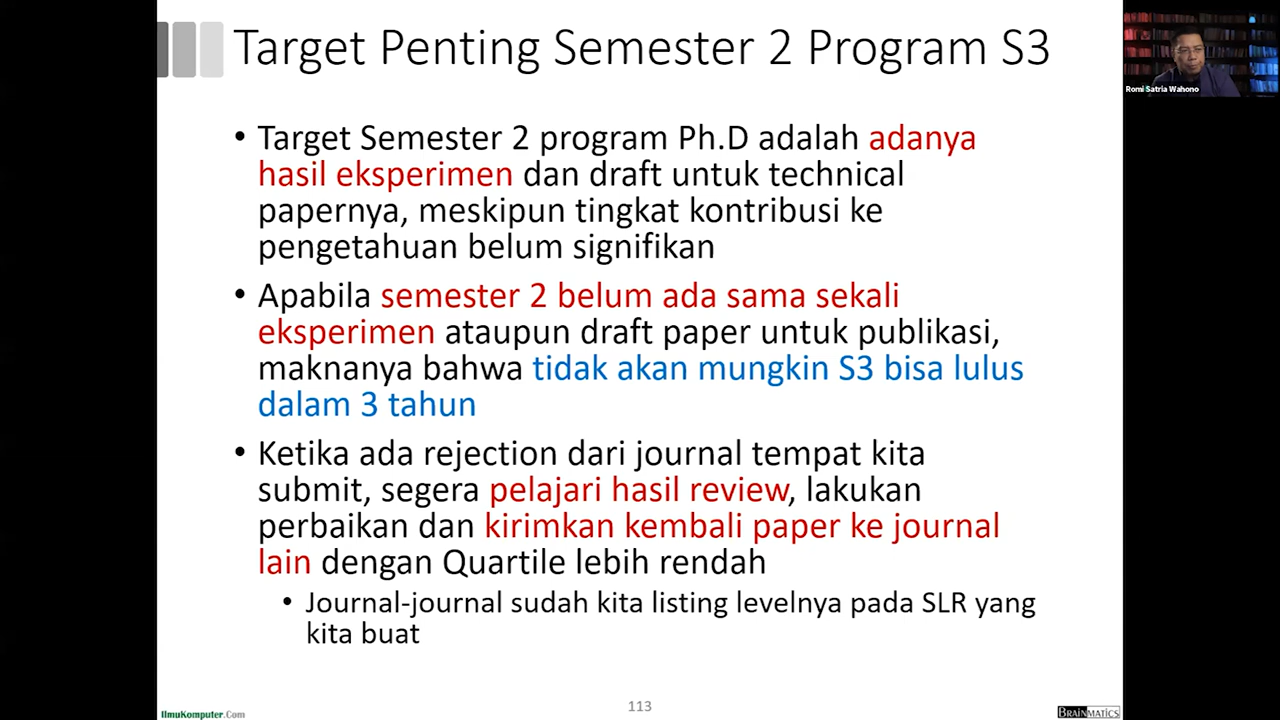 Target Penting Semester 2 Program S3
• Target Semester 2 program Ph.D adalah adanya
hasil eksperimen dan draft untuk technical
papernya, meskipun tingkat kontribusi ke
pengetahuan belum signifikan
• Apabila semester 2 belum ada sama sekali
eksperimen ataupun draft paper untuk publikasi,
maknanya bahwa tidak akan mungkin S3 bisa lulus
dalam 3 tahun
• Ketika ada rejection dari journal tempat kita
submit, segera pelajari hasil review, lakukan
perbaikan dan kirimkan kembali paper ke journal
lain dengan Quartile lebih rendah
• Journal-journal sudah kita listing levelnya pada SLR yang
kita buat
113
IlmuKomputer.Com
BRAINMATICS
Romi Satria Wahono